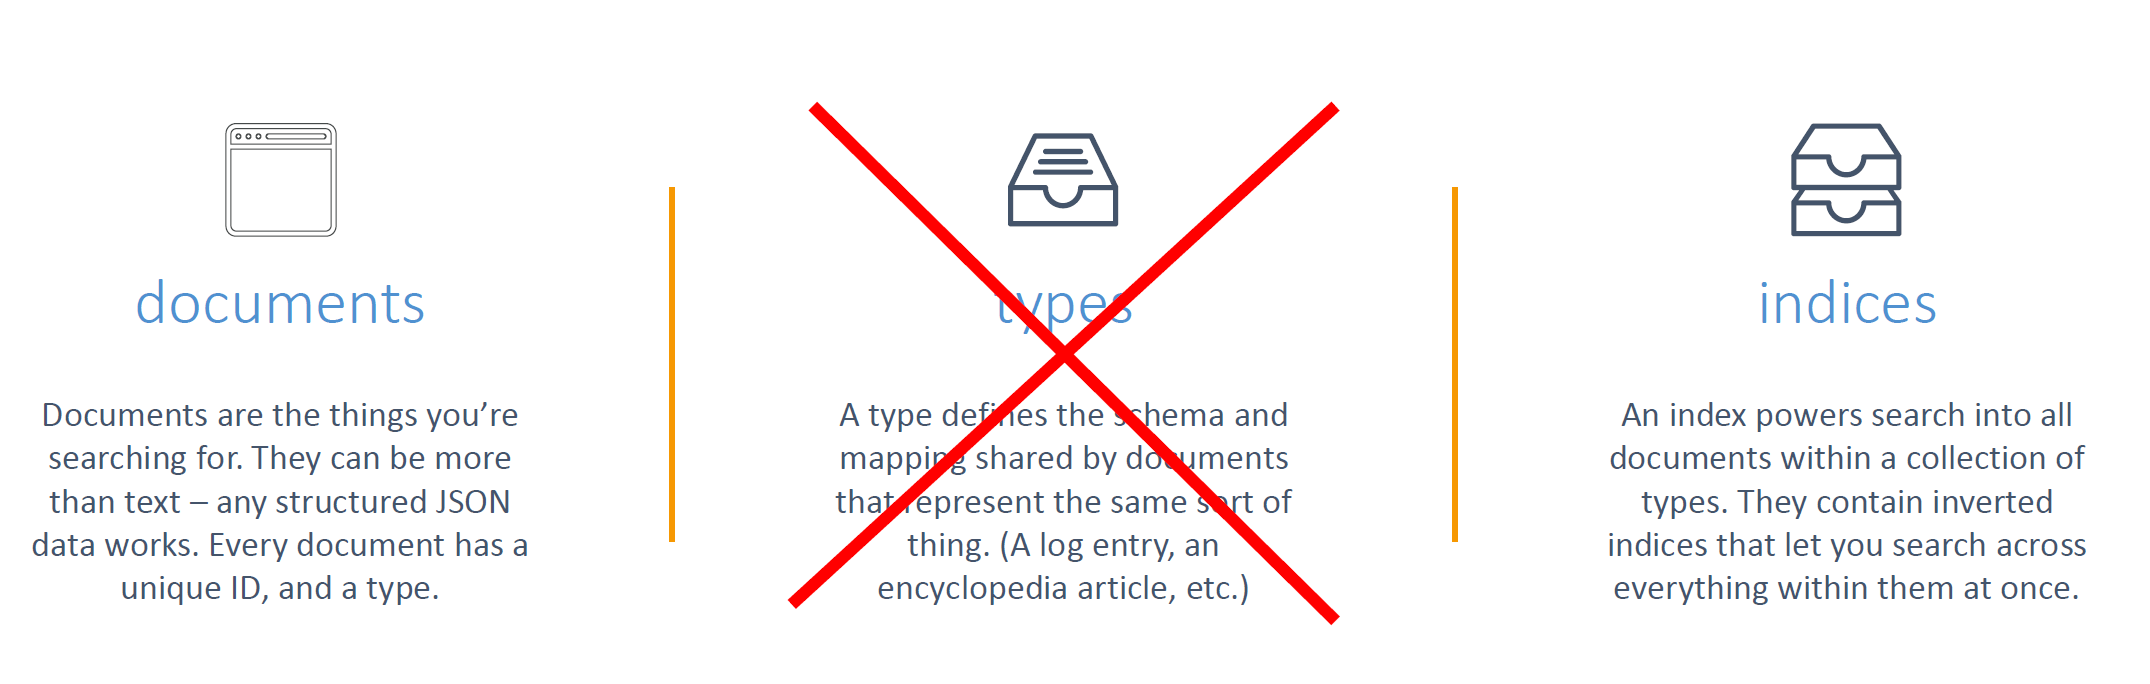 documents
Documents are the things you're
searching for. They can be more
than text – any structured JSON
data works. Every document has a
unique ID, and a type.
types
A type defines the schema and
mapping shared by documents
that represent the same sort of
thing. (A log entry, an
encyclopedia article, etc.)
indices
An index powers search into all
documents within a collection of
types. They contain inverted
indices that let you search across
everything within them at once.